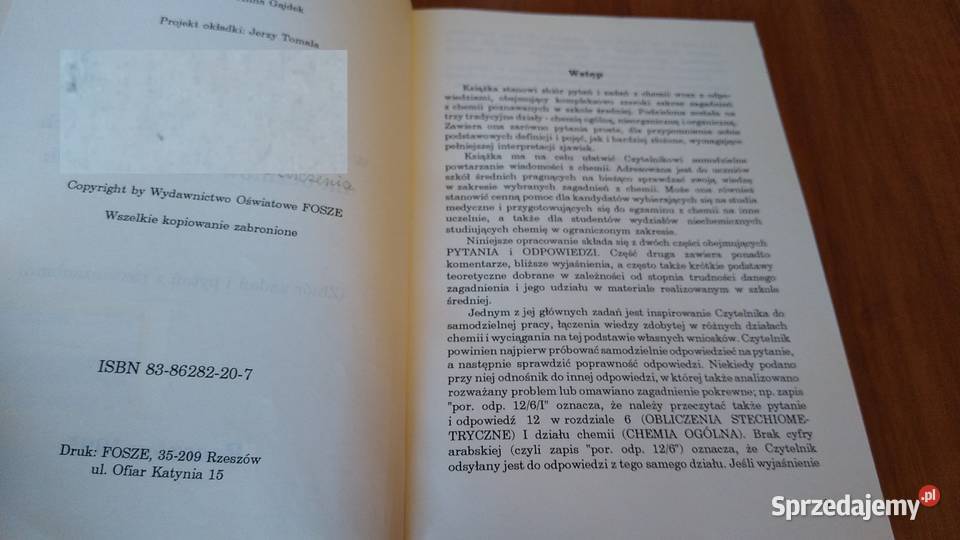 Gajdek
Projekt okładki: Jerzy Tomala
Copyright by Wydawnictwo Oświatowe FOSZE
Wszelkie kopiowanie zabronione
ISBN 83-86282-20-7
Druk: FOSZE, 35-209 Rzeszów
ul. Ofiar Katynia 15
Wstęp
Książka stanowi zbiór pytań i zadań z chemii wraz z odpo-
wiedziami, obejmujący kompleksowo szeroki zakres zagadnień
z chemii poznawanych w szkole średniej. Podzielona została na
trzy tradycyjne działy - chemię ogólną, nieorganiczną i organiczną.
Zawiera ona zarówno pytania proste, dla przypomnienia sobie
podstawowych definicji i pojęć, jak i bardziej złożone, wymagające
pełniejszej interpretacji zjawisk.
Książka ma na celu ułatwić Czytelnikowi samodzielne
powtarzanie wiadomości z chemii. Adresowana jest do uczniów
szkół średnich pragnących na bieżąco sprawdzać swoją wiedzę
w zakresie wybranych zagadnień z chemii. Może ona również
stanowić cenną pomoc dla kandydatów wybierających się na studia
medyczne i przygotowujących się do egzaminu z chemii na inne
uczelnie, a także dla studentów wydziałów niechemicznych
studiujących chemię w ograniczonym zakresie.
Niniejsze opracowanie składa się z dwóch części obejmujących
PYTANIA i ODPOWIEDZI. Część druga zawiera ponadto
komentarze, bliższe wyjaśnienia, a często także krótkie podstawy
teoretyczne dobrane w zależności od stopnia trudności danego
zagadnienia i jego udziału w materiale realizowanym w szkole
średniej.
Jednym z jej głównych zadań jest inspirowanie Czytelnika do
samodzielnej pracy, łączenia wiedzy zdobytej w różnych działach
chemii i wyciągania na tej podstawie własnych wniosków. Czytelnik
powinien najpierw próbować samodzielnie odpowiedzieć na pytanie,
a następnie sprawdzić poprawność odpowiedzi. Niekiedy podano
przy niej odnośnik do innej odpowiedzi, w której także analizowano
rozważany problem lub omawiano zagadnienie pokrewne; np. zapis
"por. odp. 12/6/I" oznacza, że należy przeczytać także pytanie
i odpowiedź 12 w rozdziale 6 (OBLICZENIA STECHIOME-
TRYCZNE) I działu chemii (CHEMIA OGÓLNA). Brak cyfry
arabskiej (czyli zapis "por. odp. 12/6") oznacza, że Czytelnik
odsyłany jest do odpowiedzi z tego samego działu. Jeśli wyjaśnienie
Sprzedajemy.pl